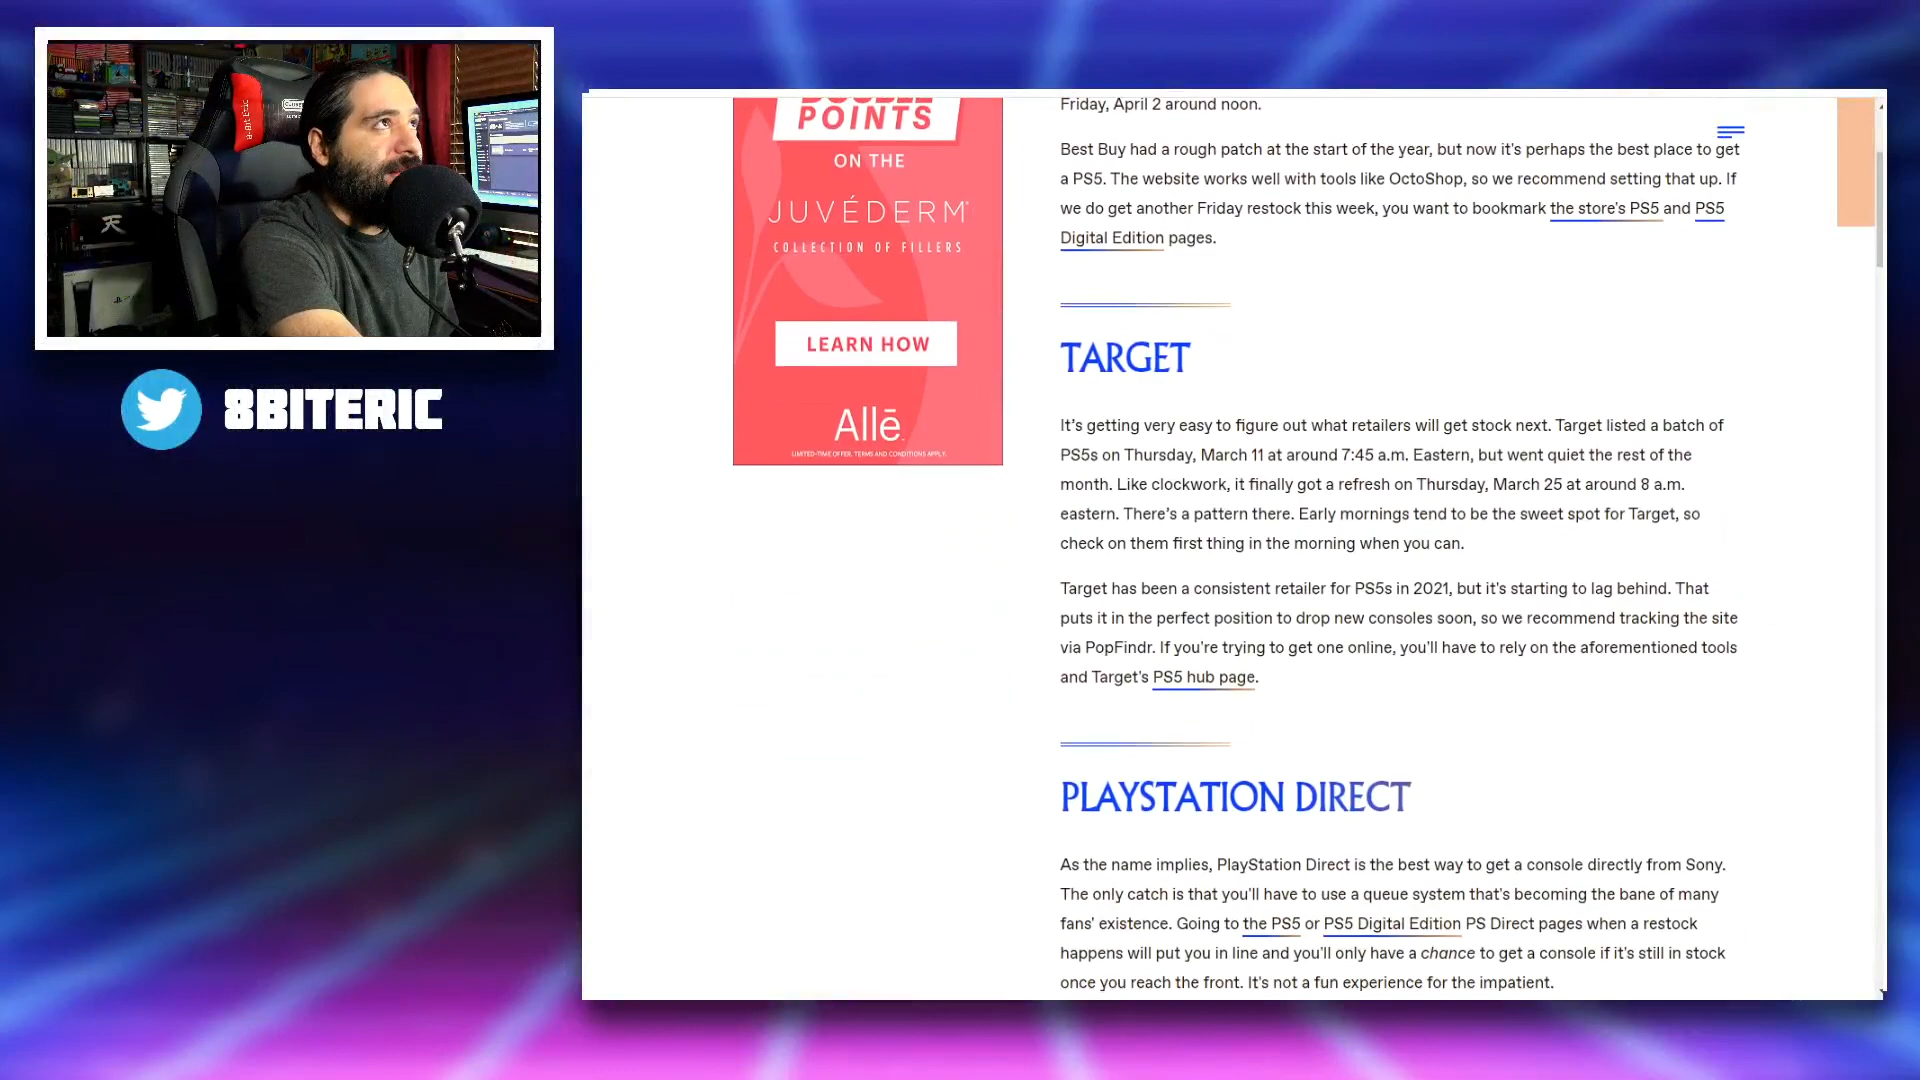 8BITERIC
DOUBLE
POINTS
ON THE
JUVÉDERM®
COLLECTION OF FILLERS
LEARN HOW
Allē.
LIMITED-TIME OFFER. TERMS AND CONDITIONS APPLY.
Friday, April 2 around noon.
Best Buy had a rough patch at the start of the year, but now it's perhaps the best place to get
a PS5. The website works well with tools like OctoShop, so we recommend setting that up. If
we do get another Friday restock this week, you want to bookmark the store's PS5 and PS5
Digital Edition pages.
TARGET
It’s getting very easy to figure out what retailers will get stock next. Target listed a batch of
PS5s on Thursday, March 11 at around 7:45 a.m. Eastern, but went quiet the rest of the
month. Like clockwork, it finally got a refresh on Thursday, March 25 at around 8 a.m.
eastern. There’s a pattern there. Early mornings tend to be the sweet spot for Target, so
check on them first thing in the morning when you can.
Target has been a consistent retailer for PS5s in 2021, but it's starting to lag behind. That
puts it in the perfect position to drop new consoles soon, so we recommend tracking the site
via PopFindr. If you're trying to get one online, you'll have to rely on the aforementioned tools
and Target's PS5 hub page.
PLAYSTATION DIRECT
As the name implies, PlayStation Direct is the best way to get a console directly from Sony.
The only catch is that you'll have to use a queue system that's becoming the bane of many
fans' existence. Going to the PS5 or PS5 Digital Edition PS Direct pages when a restock
happens will put you in line and you'll only have a chance to get a console if it's still in stock
once you reach the front. It's not a fun experience for the impatient.